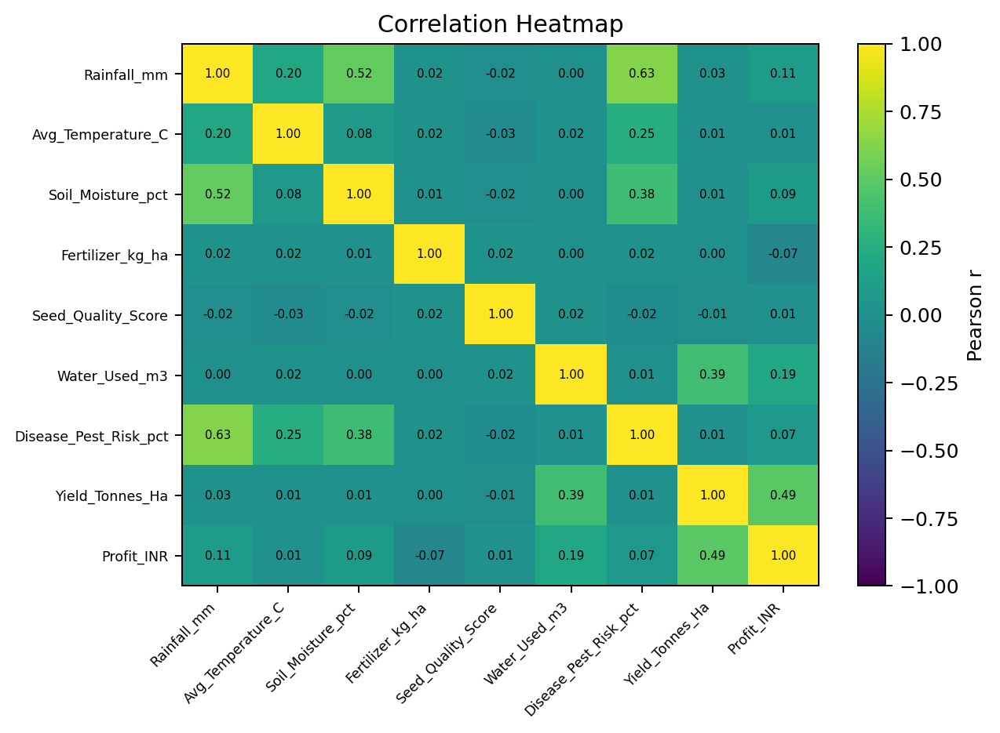 Correlation Heatmap
Rainfall_mm 1.00 0.20 0.52 0.02 -0.02 0.00 0.63 0.03 0.11
Avg_Temperature_C 0.20 1.00 0.08 0.02 -0.03 0.02 0.25 0.01 0.01
Soil_Moisture_pct 0.52 0.08 1.00 0.01 -0.02 0.00 0.38 0.01 0.09
Fertilizer_kg_ha 0.02 0.02 0.01 1.00 0.02 0.00 0.02 0.00 -0.07
Seed_Quality_Score -0.02 -0.03 -0.02 0.02 1.00 0.02 -0.02 -0.01 0.01
Water_Used_m3 0.00 0.02 0.00 0.00 0.02 1.00 0.01 0.39 0.19
Disease_Pest_Risk_pct 0.63 0.25 0.38 0.02 -0.02 0.01 1.00 0.01 0.07
Yield_Tonnes_Ha 0.03 0.01 0.01 0.00 -0.01 0.39 0.01 1.00 0.49
Profit_INR 0.11 0.01 0.09 -0.07 0.01 0.19 0.07 0.49 1.00
Rainfall_mm
Avg_Temperature_C
Soil_Moisture_pct
Fertilizer_kg_ha
Seed_Quality_Score
Water_Used_m3
Disease_Pest_Risk_pct
Yield_Tonnes_Ha
Profit_INR
1.00
0.75
0.50
0.25
0.00
−0.25
−0.50
−0.75
−1.00
Pearson r